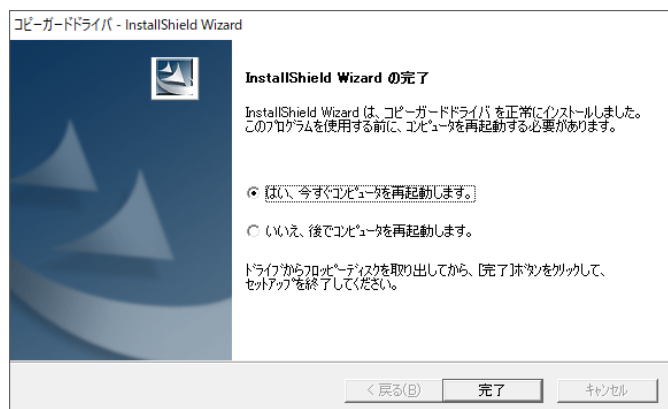 コピーガードドライバ - InstallShield Wizard
InstallShield Wizard の完了
InstallShield Wizard は、コピーガードドライバ を正常にインストールしました。
このプログラムを使用する前に、コンピュータを再起動する必要があります。
はい、今すぐコンピュータを再起動します。
いいえ、後でコンピュータを再起動します。
ドライブからフロッピーディスクを取り出してから、[完了]ボタンをクリックして、
セットアップを終了してください。
< 戻る(B)
完了
キャンセル